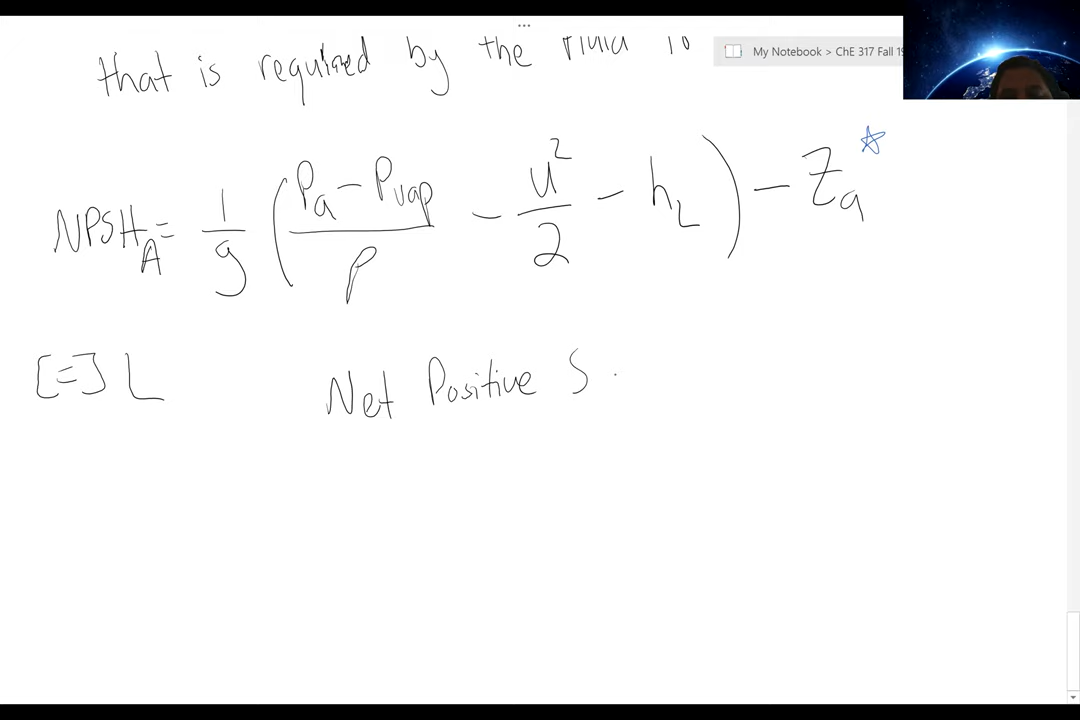 that is required by the fluid to
My Notebook > ChE 317 Fall 19
NPSH_A = 1/g ( (P_a - P_vap)/ρ - u²/2 - h_L ) - Z_a ☆
[=] L
Net Positive S